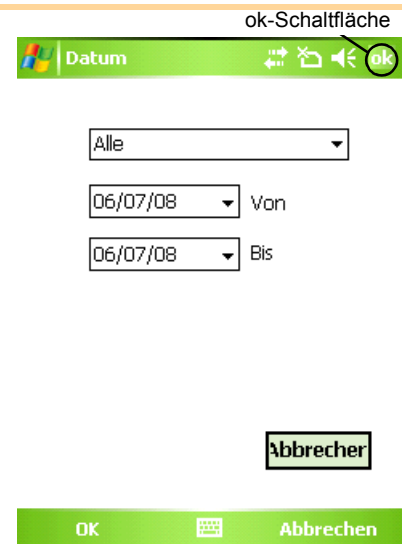 ok-Schaltfläche
Datum ok
Alle
06/07/08 Von
06/07/08 Bis
Abbrecher
OK Abbrechen